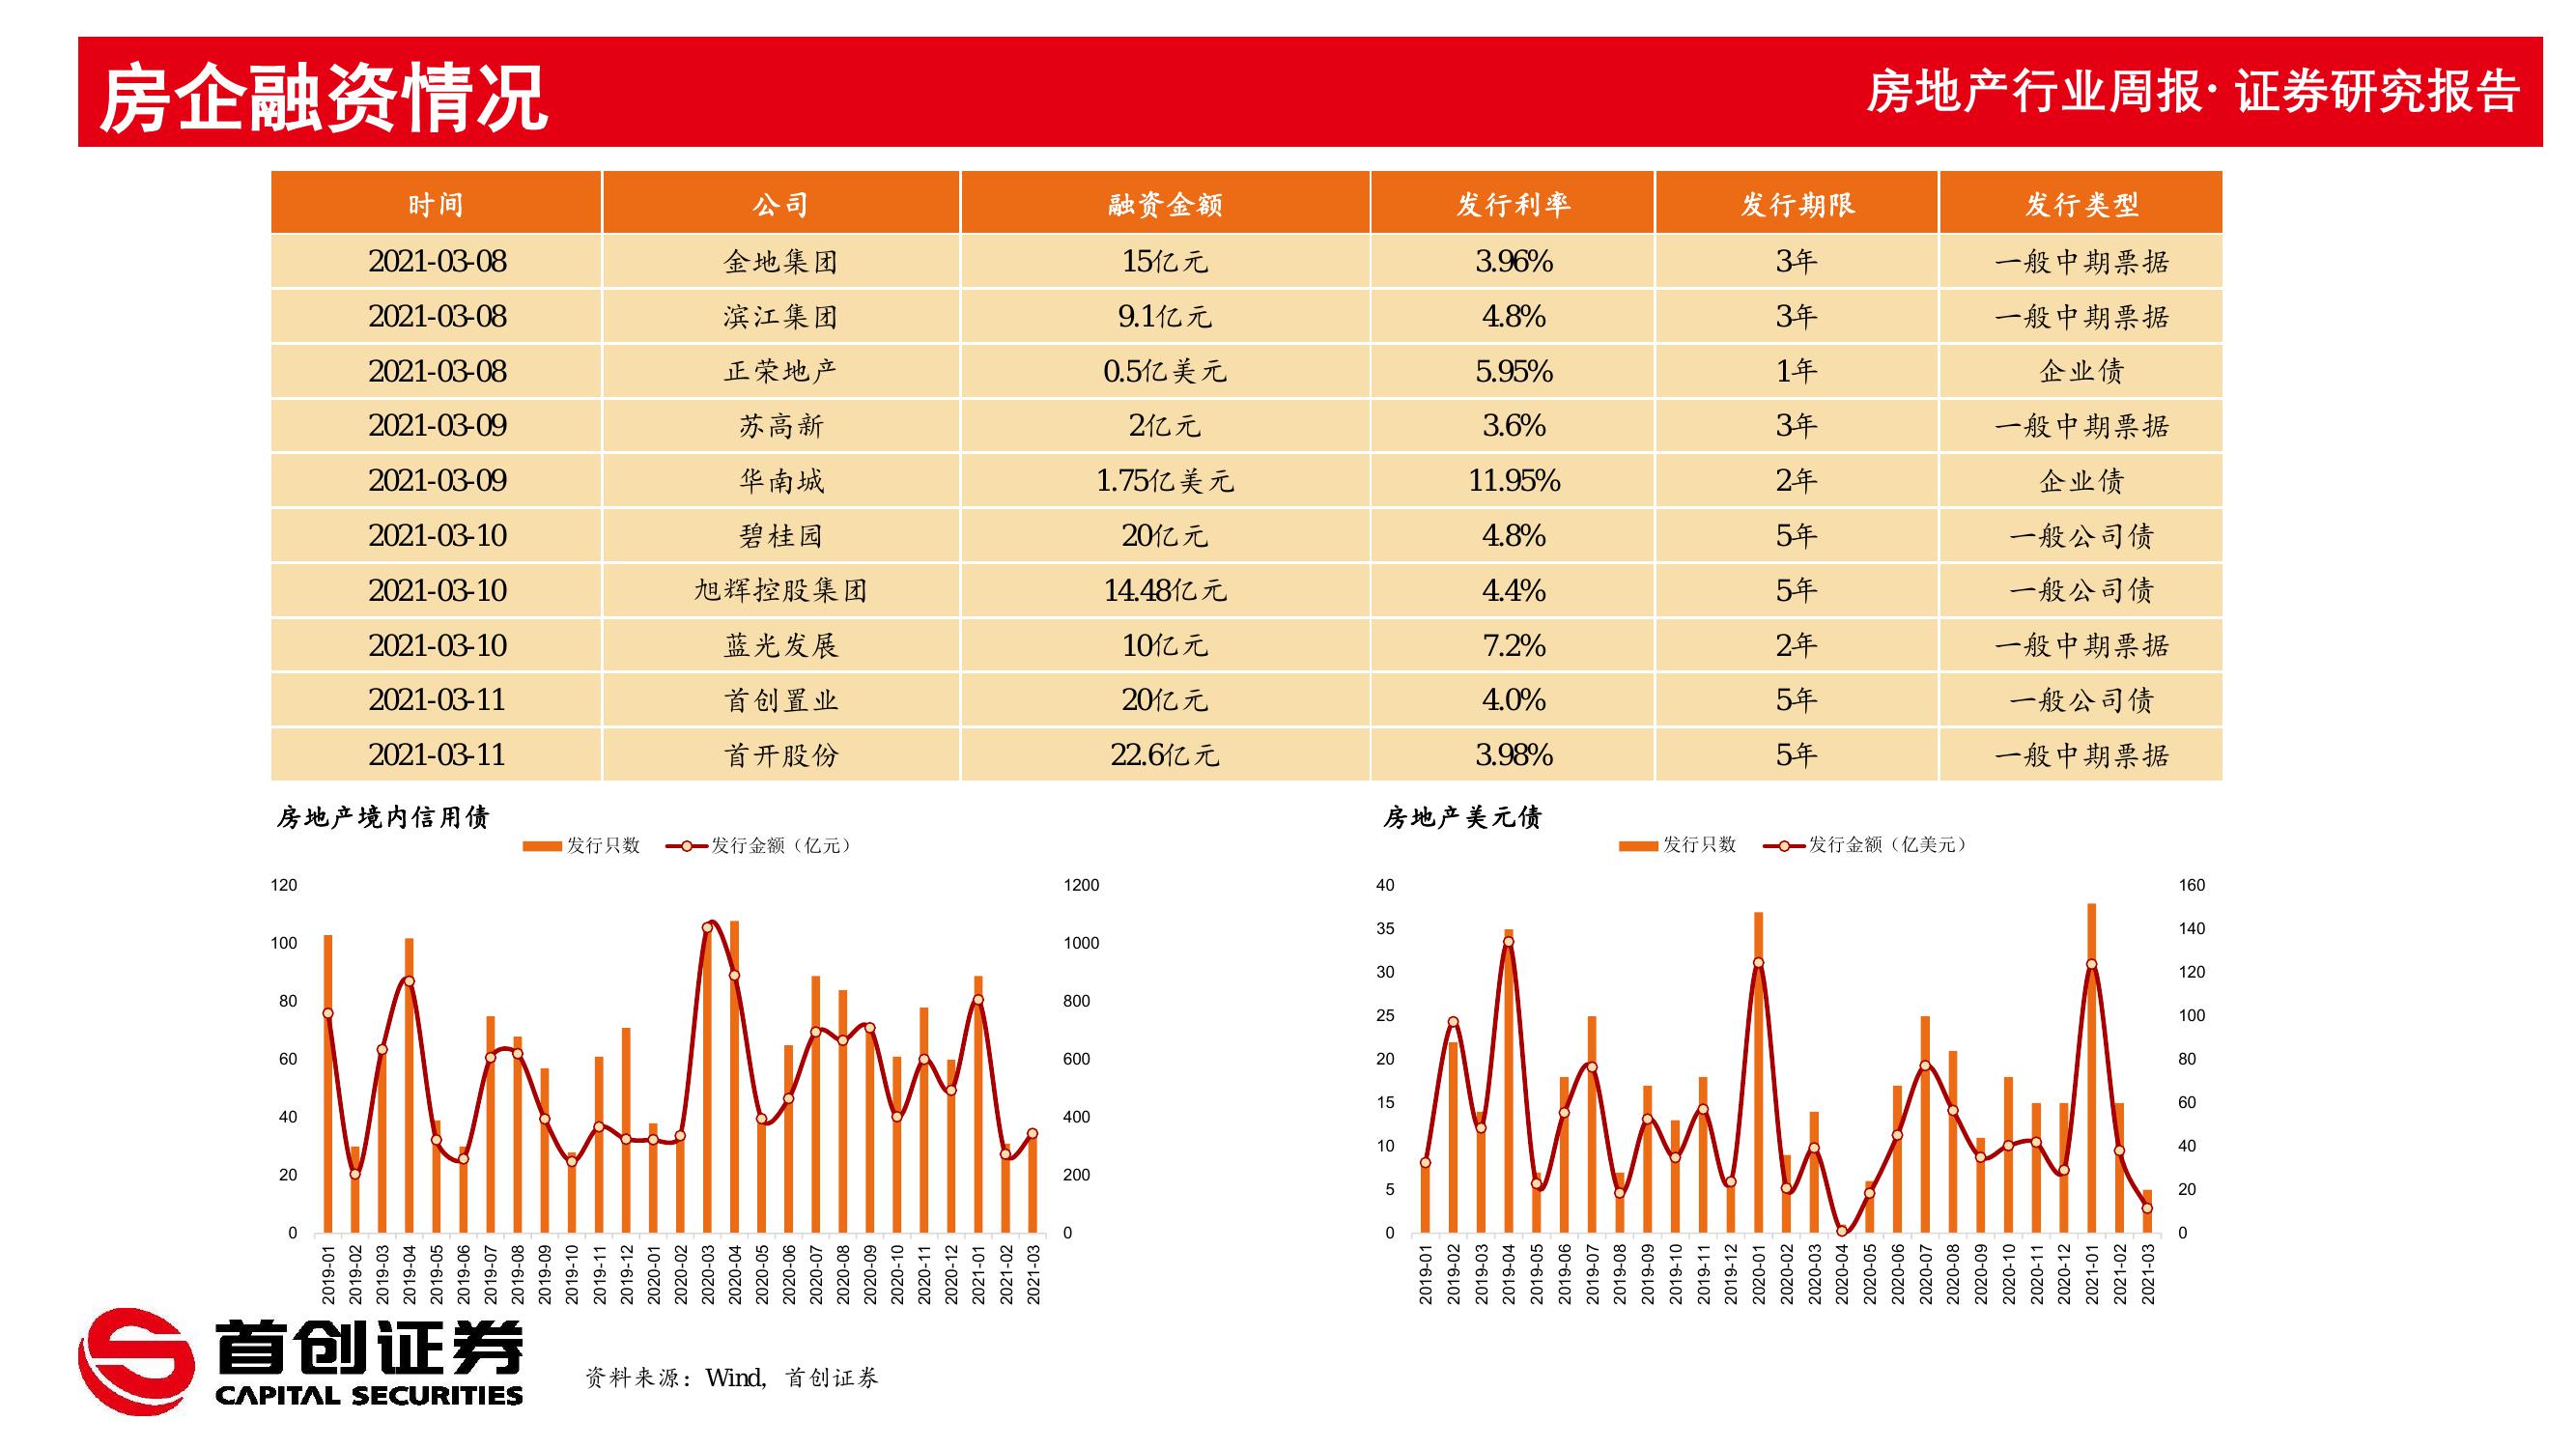 房企融资情况
房地产行业周报· 证券研究报告
时间 公司 融资金额 发行利率 发行期限 发行类型
2021-03-08 金地集团 15亿元 3.96% 3年 一般中期票据
2021-03-08 滨江集团 9.1亿元 4.8% 3年 一般中期票据
2021-03-08 正荣地产 0.5亿美元 5.95% 1年 企业债
2021-03-09 苏高新 2亿元 3.6% 3年 一般中期票据
2021-03-09 华南城 1.75亿美元 11.95% 2年 企业债
2021-03-10 碧桂园 20亿元 4.8% 5年 一般公司债
2021-03-10 旭辉控股集团 14.48亿元 4.4% 5年 一般公司债
2021-03-10 蓝光发展 10亿元 7.2% 2年 一般中期票据
2021-03-11 首创置业 20亿元 4.0% 5年 一般公司债
2021-03-11 首开股份 22.6亿元 3.98% 5年 一般中期票据
房地产境内信用债
发行只数 发行金额（亿元）
120 1200
100 1000
80 800
60 600
40 400
20 200
0 0
2019-01 2019-02 2019-03 2019-04 2019-05 2019-06 2019-07 2019-08 2019-09 2019-10 2019-11 2019-12 2020-01 2020-02 2020-03 2020-04 2020-05 2020-06 2020-07 2020-08 2020-09 2020-10 2020-11 2020-12 2021-01 2021-02 2021-03
房地产美元债
发行只数 发行金额（亿美元）
40 160
35 140
30 120
25 100
20 80
15 60
10 40
5 20
0 0
2019-01 2019-02 2019-03 2019-04 2019-05 2019-06 2019-07 2019-08 2019-09 2019-10 2019-11 2019-12 2020-01 2020-02 2020-03 2020-04 2020-05 2020-06 2020-07 2020-08 2020-09 2020-10 2020-11 2020-12 2021-01 2021-02 2021-03
首创证券
CAPITAL SECURITIES
资料来源：Wind，首创证券